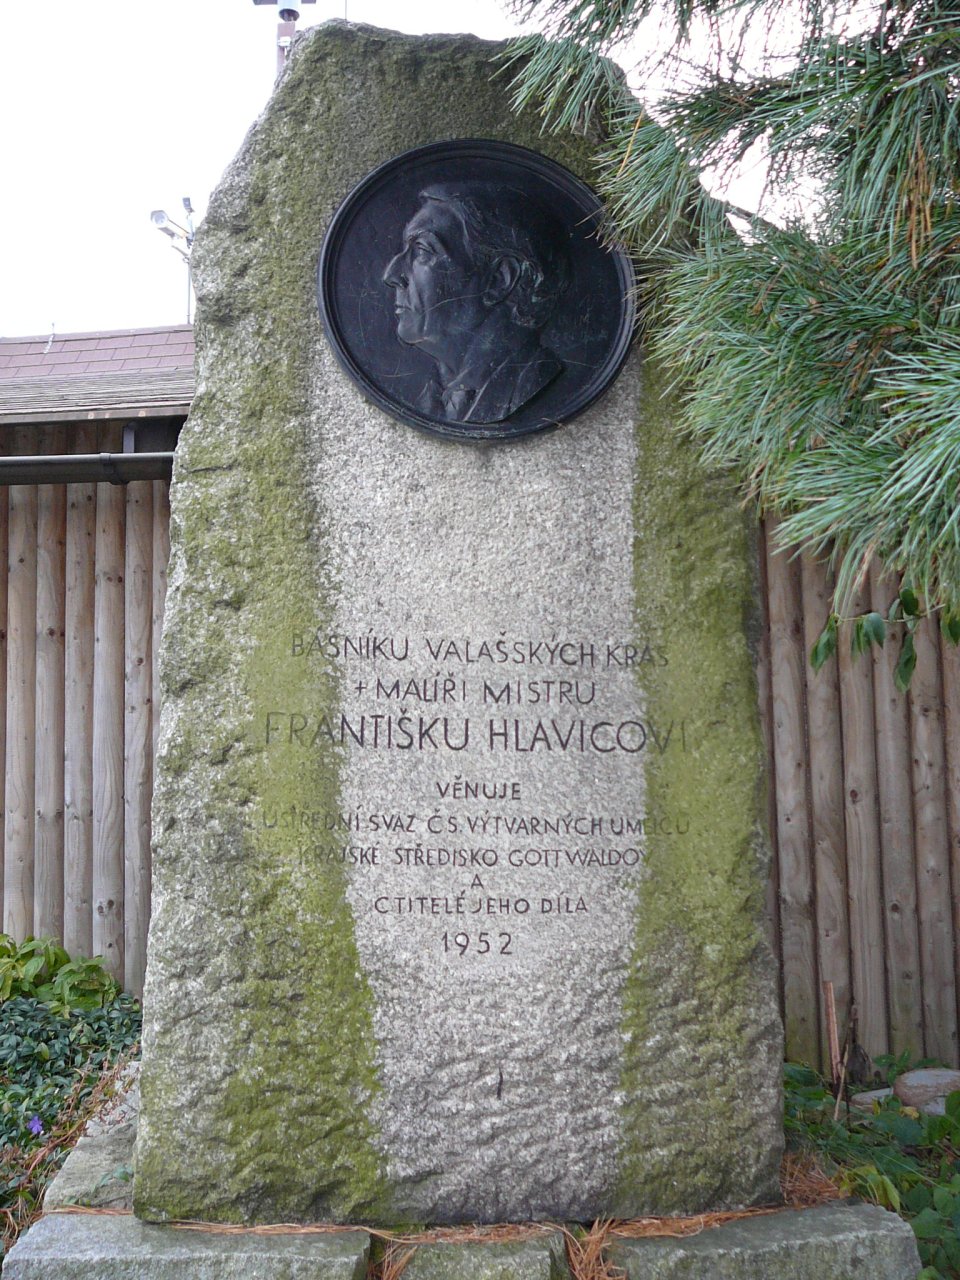 BÁSNÍKU VALAŠSKÝCH KRAS
+ MALÍŘI MISTRU
FRANTIŠKU HLAVICOVI
VĚNUJE
ÚSTŘEDNÍ SVAZ ČS. VÝTVARNÝCH UMĚLCŮ
KRAJSKÉ STŘEDISKO GOTTWALDOV
A
CTITELÉ JEHO DÍLA
1952